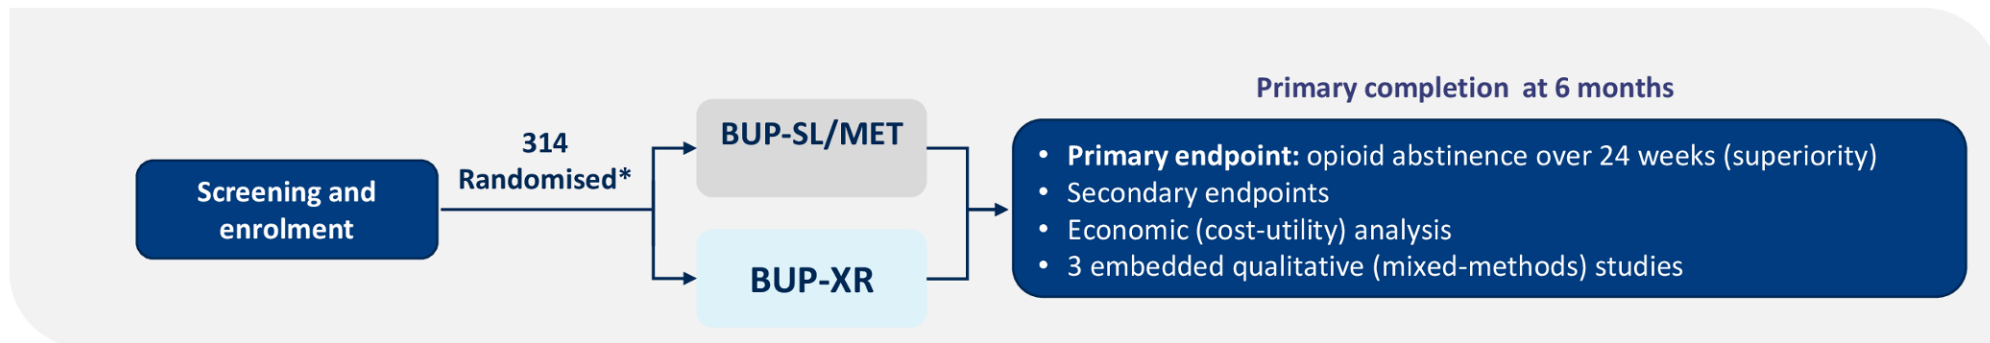 Screening and
enrolment
314
Randomised*
BUP-SL/MET
BUP-XR
Primary completion at 6 months
• Primary endpoint: opioid abstinence over 24 weeks (superiority)
• Secondary endpoints
• Economic (cost-utility) analysis
• 3 embedded qualitative (mixed-methods) studies